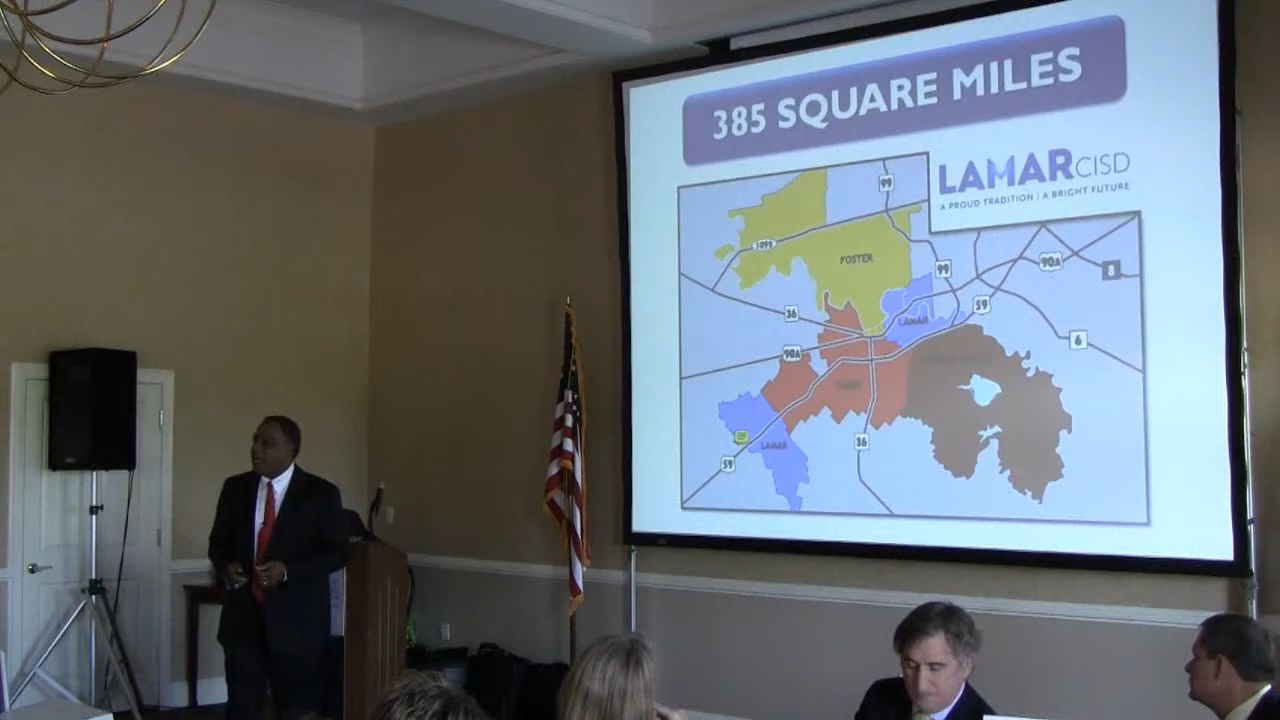 385 SQUARE MILES
LAMARCISD
A PROUD TRADITION | A BRIGHT FUTURE
99
1093
FOSTER
99
90A
8
36
LAMAR
59
90A
6
LAMAR
36
59